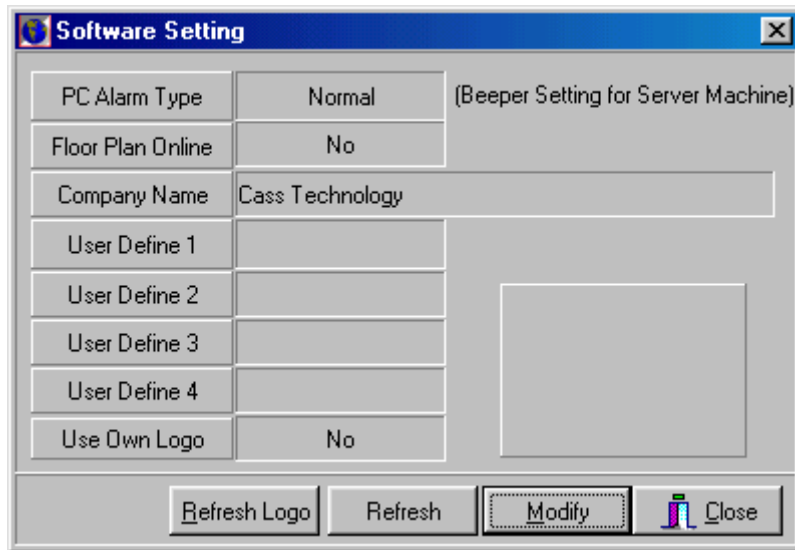 Software Setting
PC Alarm Type Normal (Beeper Setting for Server Machine)
Floor Plan Online No
Company Name Cass Technology
User Define 1
User Define 2
User Define 3
User Define 4
Use Own Logo No
Refresh Logo Refresh Modify Close